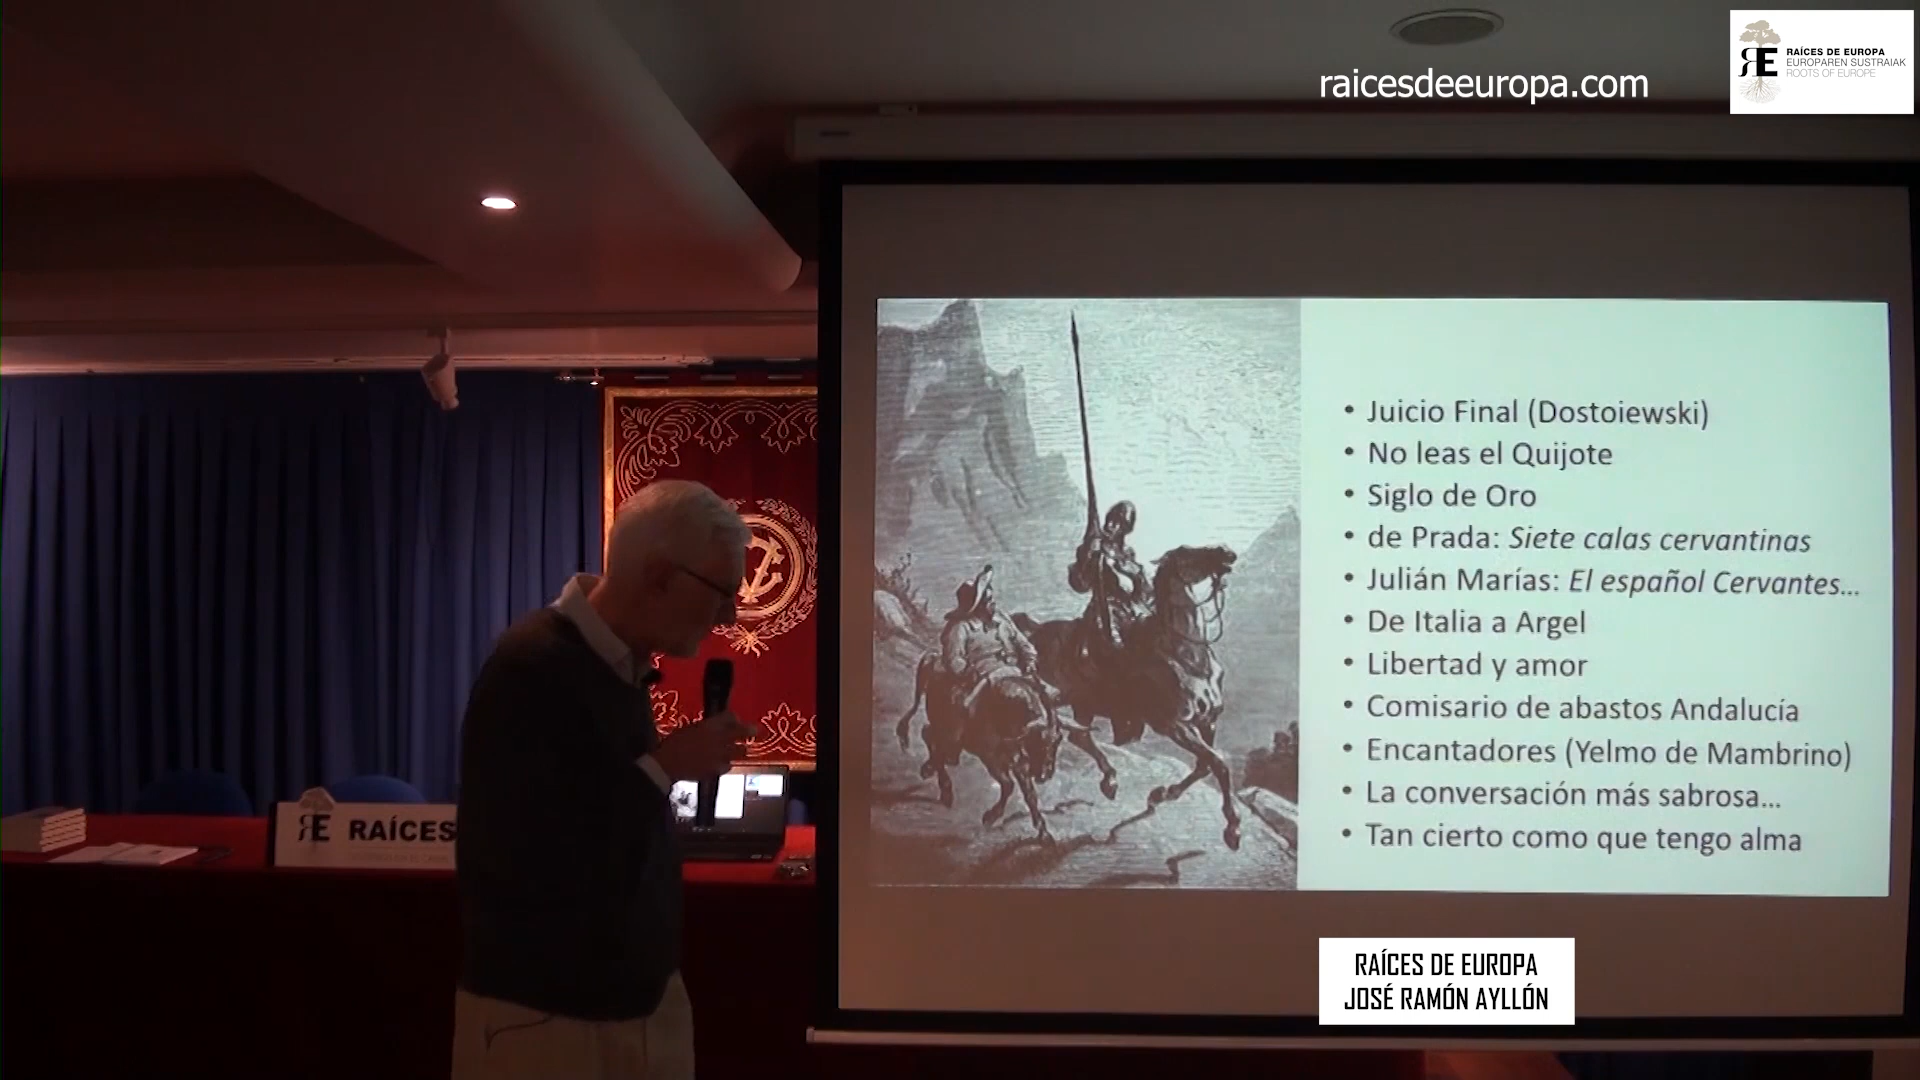 raicesdeeuropa.com
RE
RAÍCES DE EUROPA
EUROPAREN SUSTRAIAK
ROOTS OF EUROPE
• Juicio Final (Dostoiewski)
• No leas el Quijote
• Siglo de Oro
• de Prada: Siete calas cervantinas
• Julián Marías: El español Cervantes...
• De Italia a Argel
• Libertad y amor
• Comisario de abastos Andalucía
• Encantadores (Yelmo de Mambrino)
• La conversación más sabrosa...
• Tan cierto como que tengo alma
RE RAÍCES
RAÍCES DE EUROPA
JOSÉ RAMÓN AYLLÓN